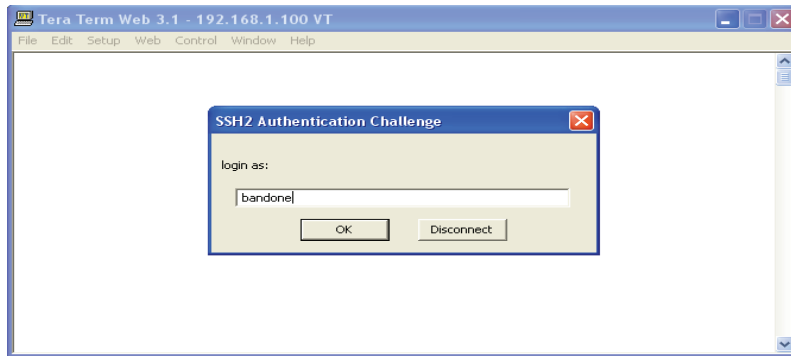 Tera Term Web 3.1 - 192.168.1.100 VT
File Edit Setup Web Control Window Help
SSH2 Authentication Challenge
login as:
bandone
OK Disconnect